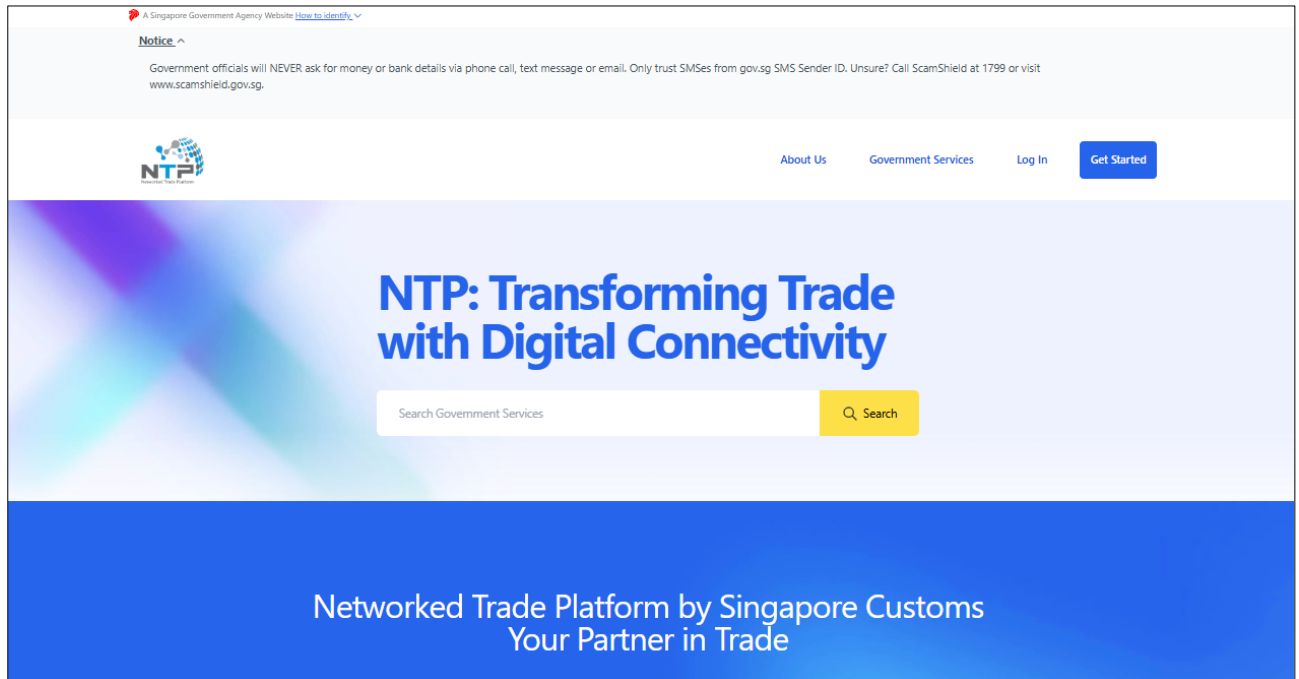 A Singapore Government Agency Website How to identify
Notice
Government officials will NEVER ask for money or bank details via phone call, text message or email. Only trust SMSes from gov.sg SMS Sender ID. Unsure? Call ScamShield at 1799 or visit
www.scamshield.gov.sg.
NTP
Networked Trade Platform
About Us
Government Services
Log In
Get Started
NTP: Transforming Trade
with Digital Connectivity
Search Government Services
Search
Networked Trade Platform by Singapore Customs
Your Partner in Trade